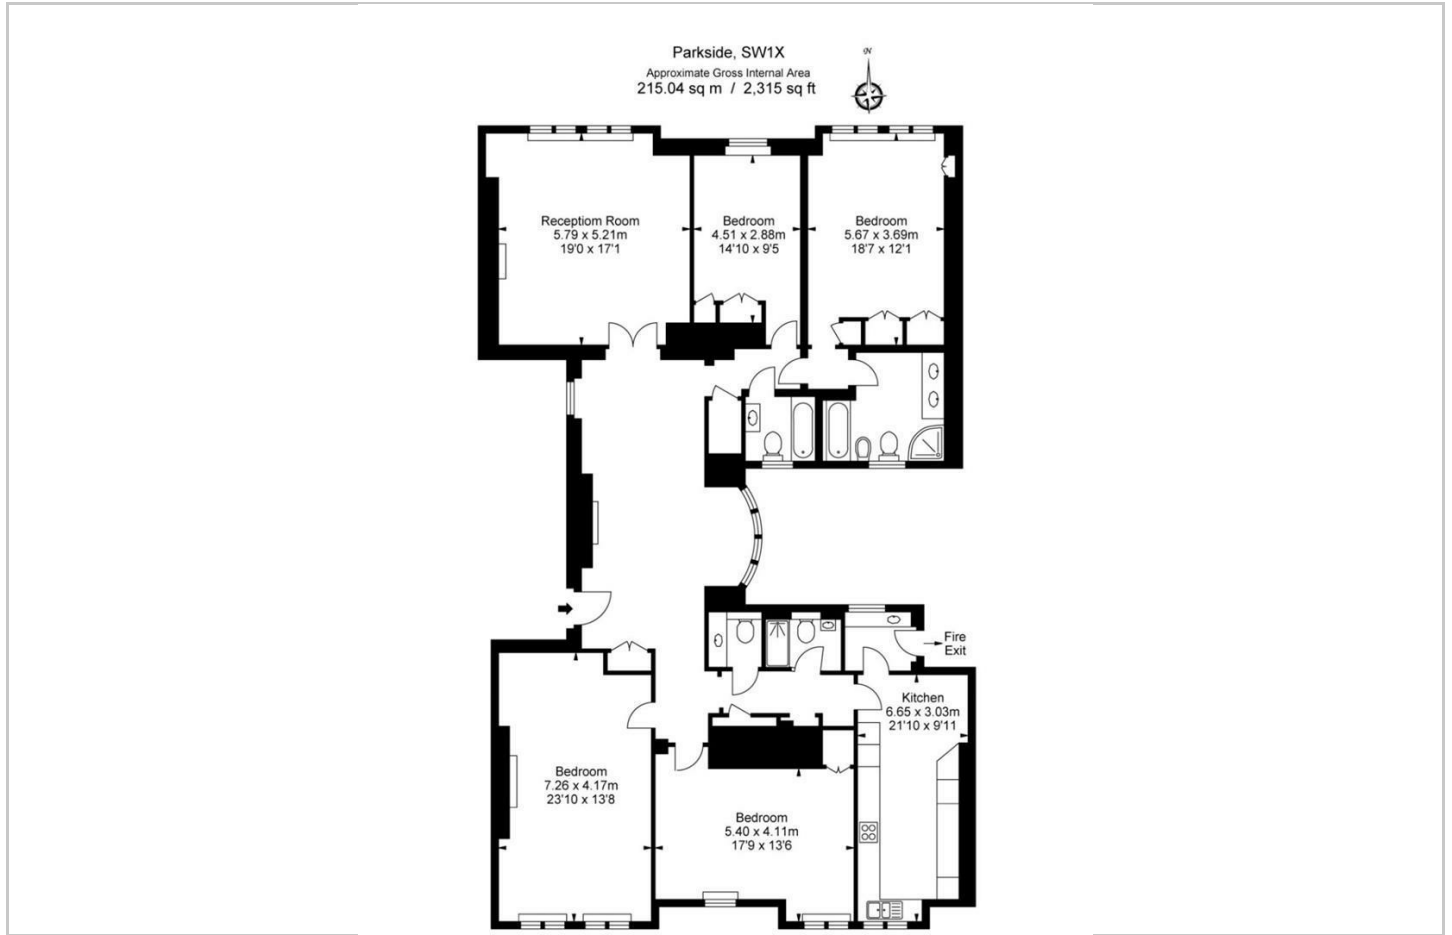 Parkside, SW1X
Approximate Gross Internal Area
215.04 sq m / 2,315 sq ft
N
Receptiom Room
5.79 x 5.21m
19'0 x 17'1
Bedroom
4.51 x 2.88m
14'10 x 9'5
Bedroom
5.67 x 3.69m
18'7 x 12'1
Fire
Exit
Kitchen
6.65 x 3.03m
21'10 x 9'11
Bedroom
7.26 x 4.17m
23'10 x 13'8
Bedroom
5.40 x 4.11m
17'9 x 13'6